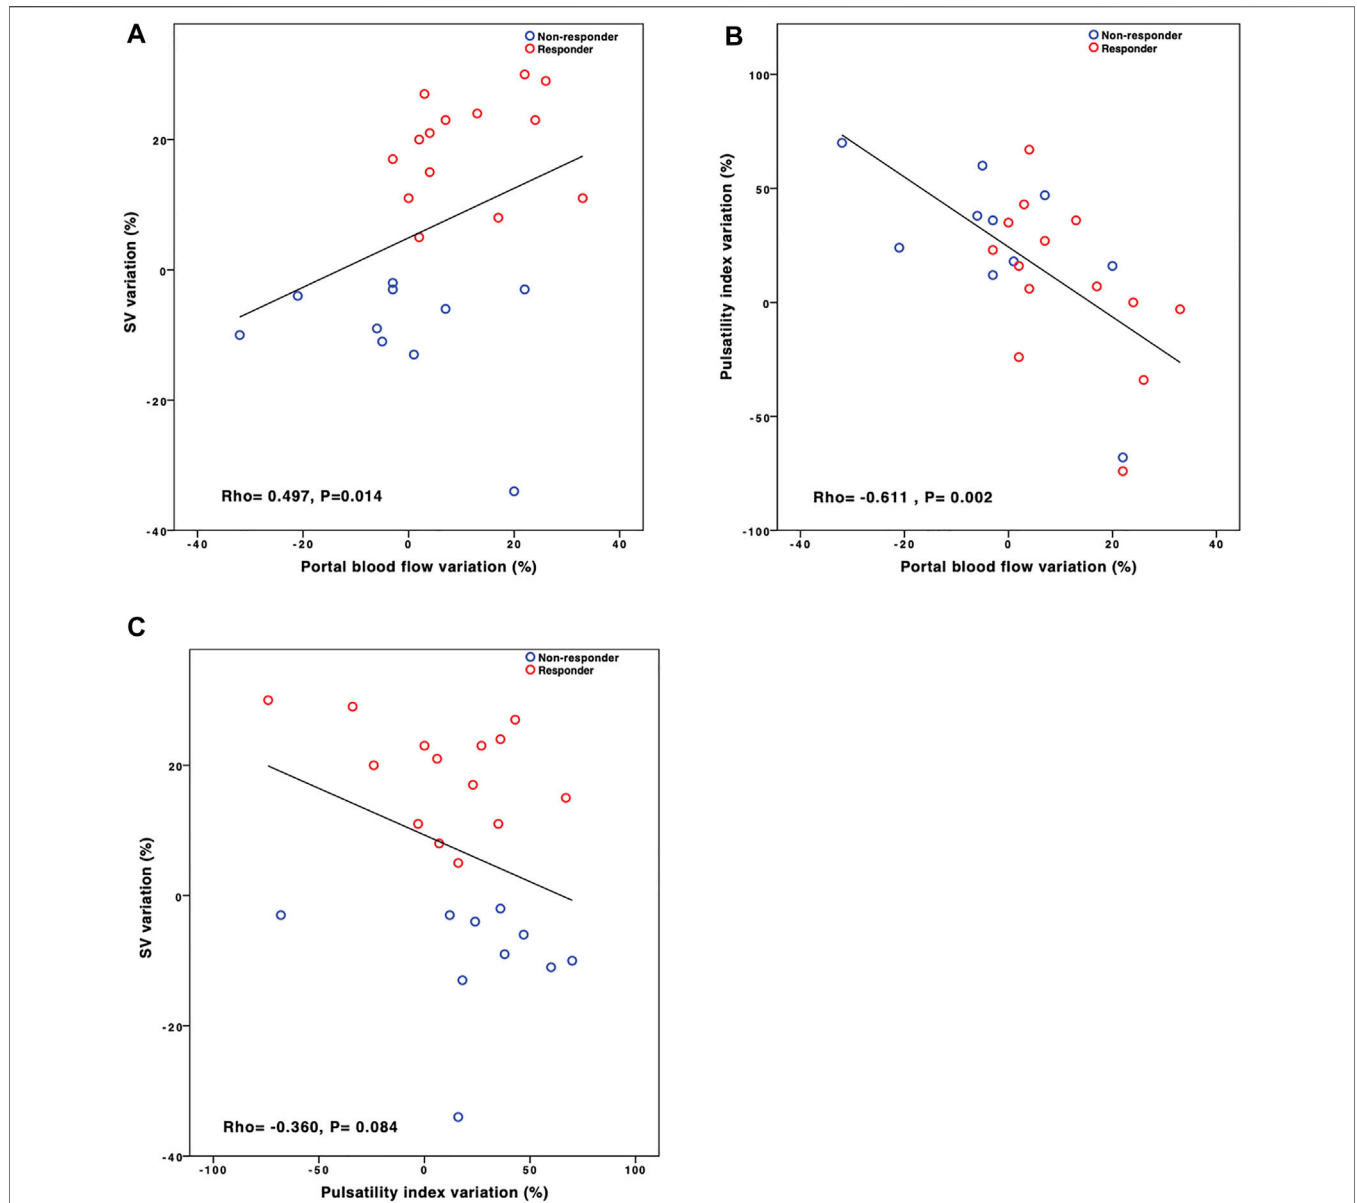 A
Non-responder
Responder
20
0
-20
-40
SV variation (%)
Rho= 0.497, P=0.014
-40 -20 0 20 40
Portal blood flow variation (%)
B
Non-responder
Responder
100
50
0
-50
-100
Pulsatility index variation (%)
Rho= -0.611 , P= 0.002
-40 -20 0 20 40
Portal blood flow variation (%)
C
Non-responder
Responder
20
0
-20
-40
SV variation (%)
Rho= -0.360, P= 0.084
-100 -50 0 50 100
Pulsatility index variation (%)